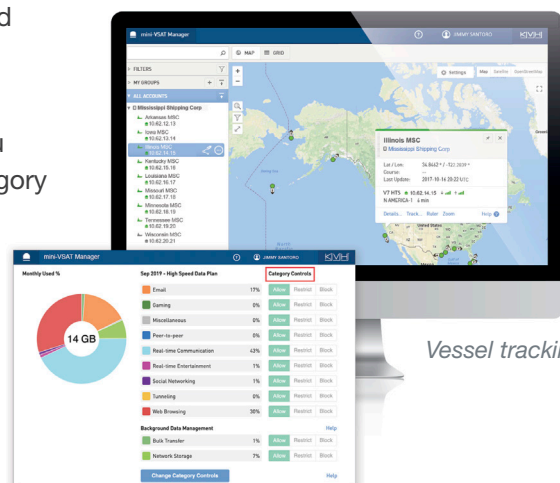 mini-VSAT Manager
JIMMY SANTORO
KVH
MAP GRID
FILTERS
MY GROUPS
ALL ACCOUNTS
Mississippi Shipping Corp
Arkansas MSC
10.62.12.13
Iowa MSC
10.62.13.14
Illinois MSC
10.62.14.15
Kentucky MSC
10.62.15.16
Louisiana MSC
10.62.16.17
Missouri MSC
10.62.17.18
Minnesota MSC
10.62.18.19
Tennessee MSC
10.62.19.20
Wisconsin MSC
10.62.20.21
Settings Map Satellite OpenStreetMap
Illinois MSC
Mississippi Shipping Corp
Lat / Lon:
Course: --
Last Update: 2017-10-16 20:22 UTC
V7 HTS 10.62.14.15
N AMERICA-1 6 min
Details... Track... Ruler Zoom Help
United States
gory
Vessel trackin
mini-VSAT Manager
JIMMY SANTORO
KVH
Monthly Used %
14 GB
Sep 2019 - High Speed Data Plan Category Controls
Email 17% Allow Restrict Block
Gaming 0% Allow Restrict Block
Miscellaneous 0% Allow Restrict Block
Peer-to-peer 0% Allow Restrict Block
Real-time Communication 43% Allow Restrict Block
Real-time Entertainment 1% Allow Restrict Block
Social Networking 1% Allow Restrict Block
Tunneling 0% Allow Restrict Block
Web Browsing 30% Allow Restrict Block
Background Data Management Help
Bulk Transfer 1% Allow Restrict Block
Network Storage 7% Allow Restrict Block
Change Category Controls Help